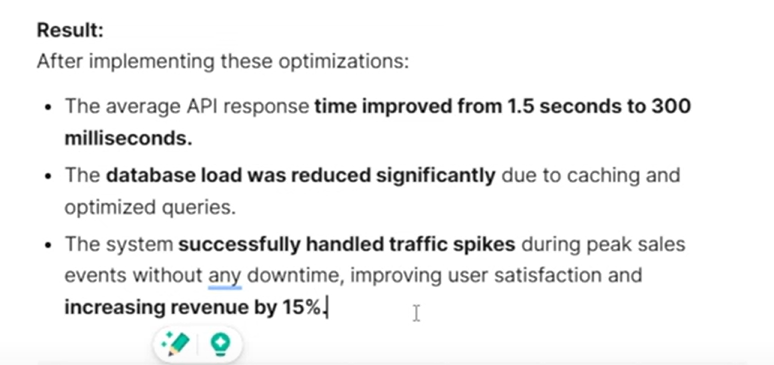 Result:
After implementing these optimizations:
• The average API response time improved from 1.5 seconds to 300
milliseconds.
• The database load was reduced significantly due to caching and
optimized queries.
• The system successfully handled traffic spikes during peak sales
events without any downtime, improving user satisfaction and
increasing revenue by 15%.